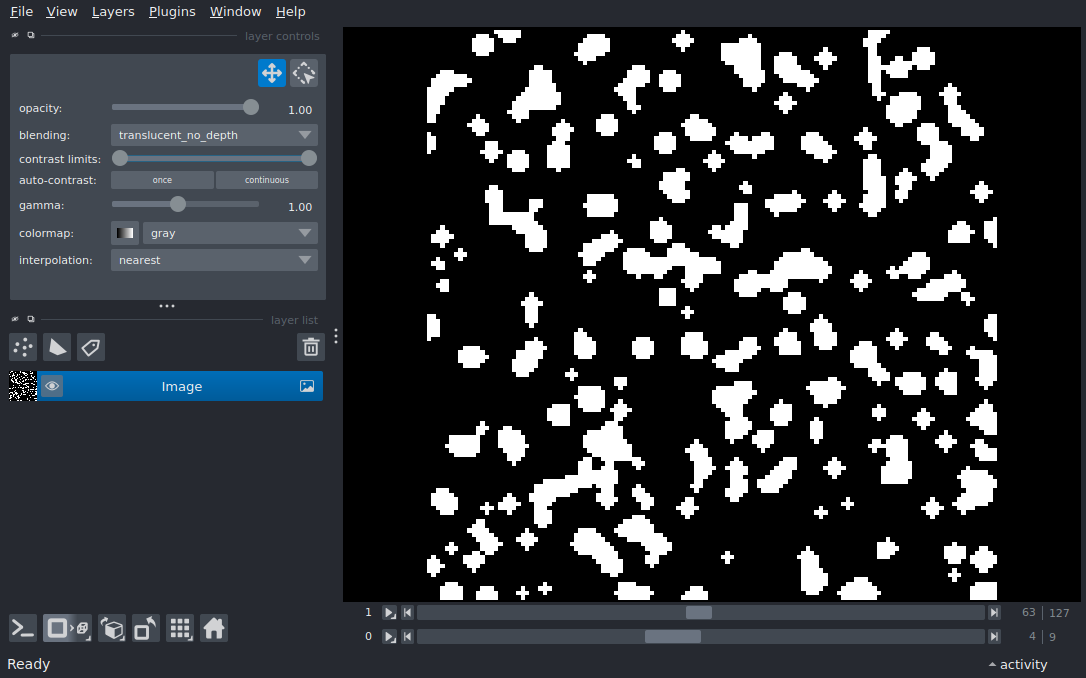 File View Layers Plugins Window Help
layer controls
opacity: 1.00
blending: translucent_no_depth
contrast limits:
auto-contrast: once continuous
gamma: 1.00
colormap: gray
interpolation: nearest
layer list
Image
1 63 127
0 4 9
Ready activity